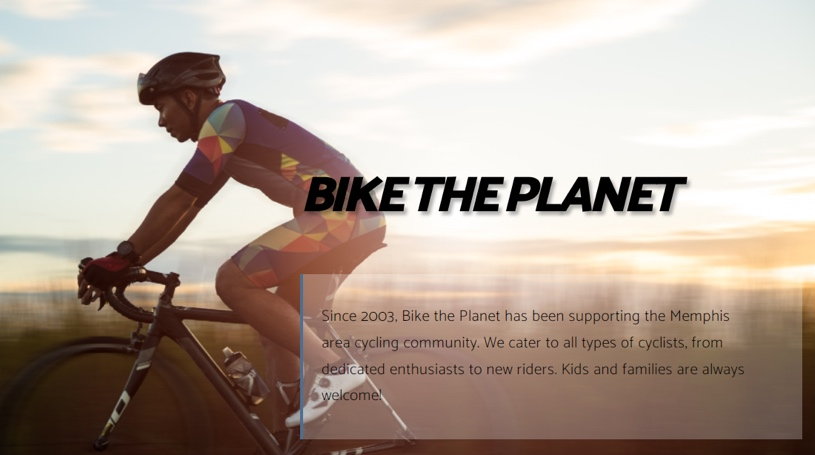 BIKE THE PLANET
Since 2003, Bike the Planet has been supporting the Memphis
area cycling community. We cater to all types of cyclists, from
dedicated enthusiasts to new riders. Kids and families are always
welcome!